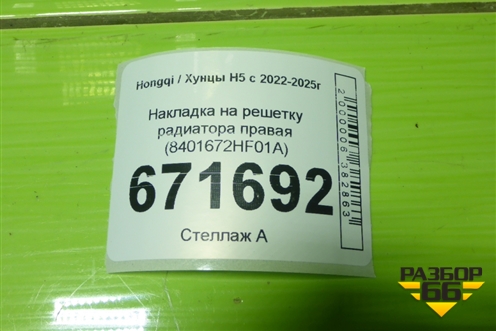 Hongqi / Хунцы H5 с 2022-2025г
Накладка на решетку
радиатора правая
(8401672HF01A)
671692
Стеллаж А
2000006382863
РАЗБОР
66